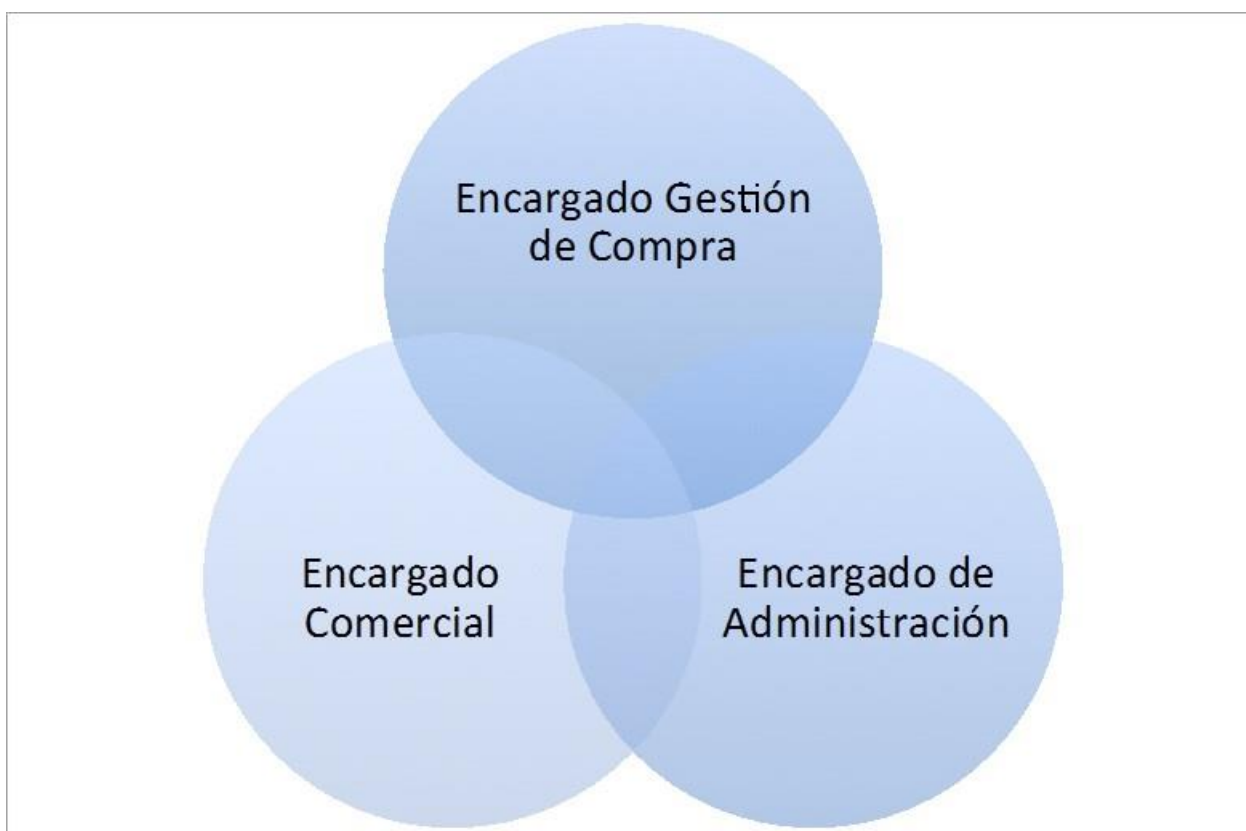 Encargado Gestión
de Compra
Encargado
Comercial
Encargado de
Administración